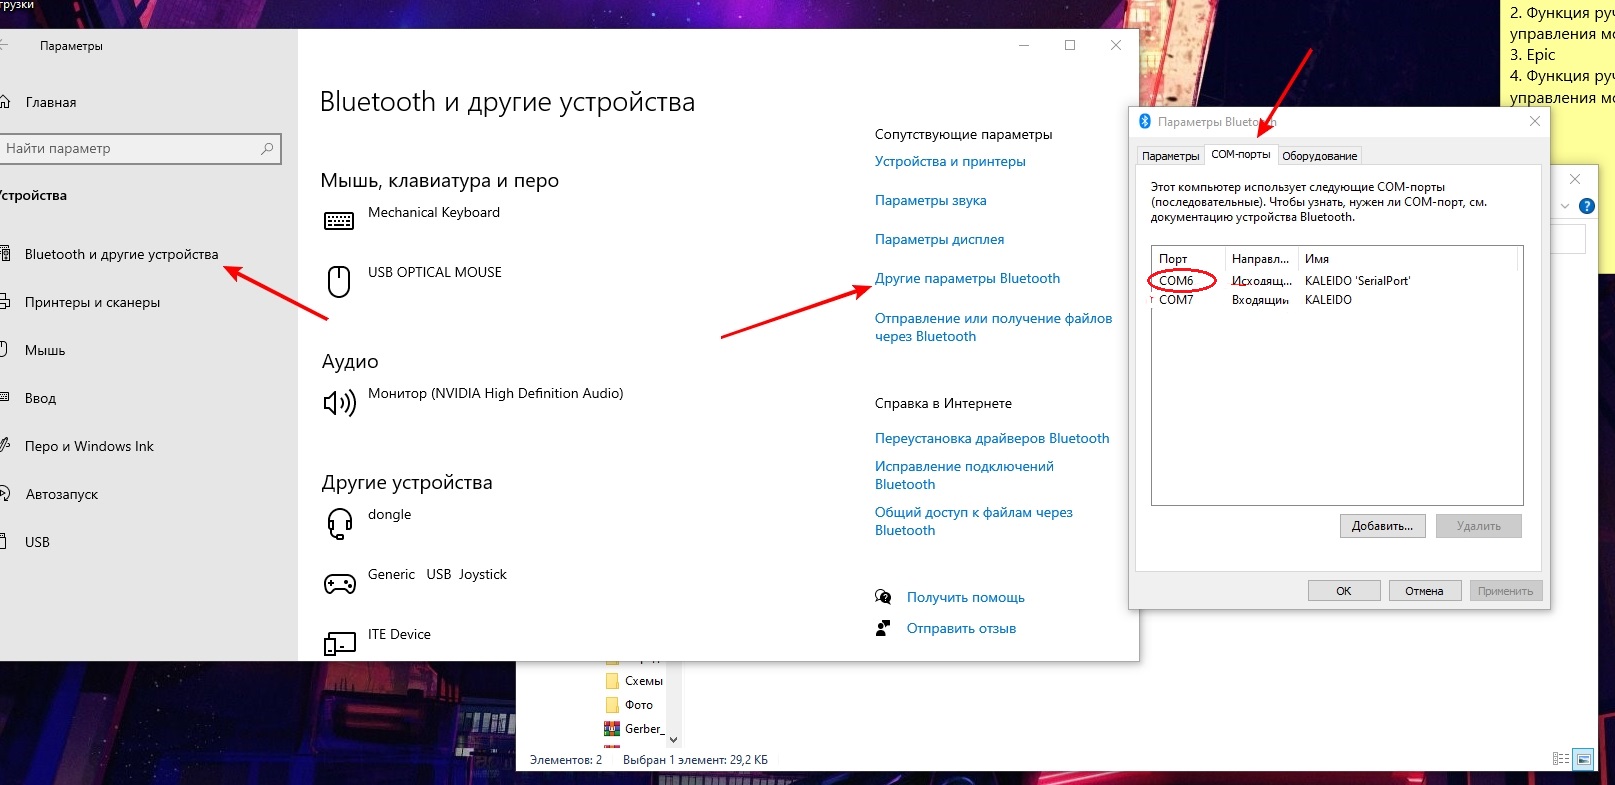 грузки
Параметры
Главная
Найти параметр
Устройства
Bluetooth и другие устройства
Принтеры и сканеры
Мышь
Ввод
Перо и Windows Ink
Автозапуск
USB
Bluetooth и другие устройства
Мышь, клавиатура и перо
Mechanical Keyboard
USB OPTICAL MOUSE
Аудио
Монитор (NVIDIA High Definition Audio)
Другие устройства
dongle
Generic USB Joystick
ITE Device
Сопутствующие параметры
Устройства и принтеры
Параметры звука
Параметры дисплея
Другие параметры Bluetooth
Отправление или получение файлов
через Bluetooth
Справка в Интернете
Переустановка драйверов Bluetooth
Исправление подключений
Bluetooth
Общий доступ к файлам через
Bluetooth
Получить помощь
Отправить отзыв
2. Функция руч
управления мо
3. Epic
4. Функция руч
управления мо
Параметры Bluetooth
Параметры COM-порты Оборудование
Этот компьютер использует следующие COM-порты
(последовательные). Чтобы узнать, нужен ли COM-порт, см.
документацию устройства Bluetooth.
Порт Направл... Имя
COM6 Исходящ... KALEIDO 'SerialPort'
COM7 Входящий KALEIDO
Добавить... Удалить
ОК Отмена Применить
Схемы
Фото
Gerber_
Элементов: 2 Выбран 1 элемент: 29,2 КБ